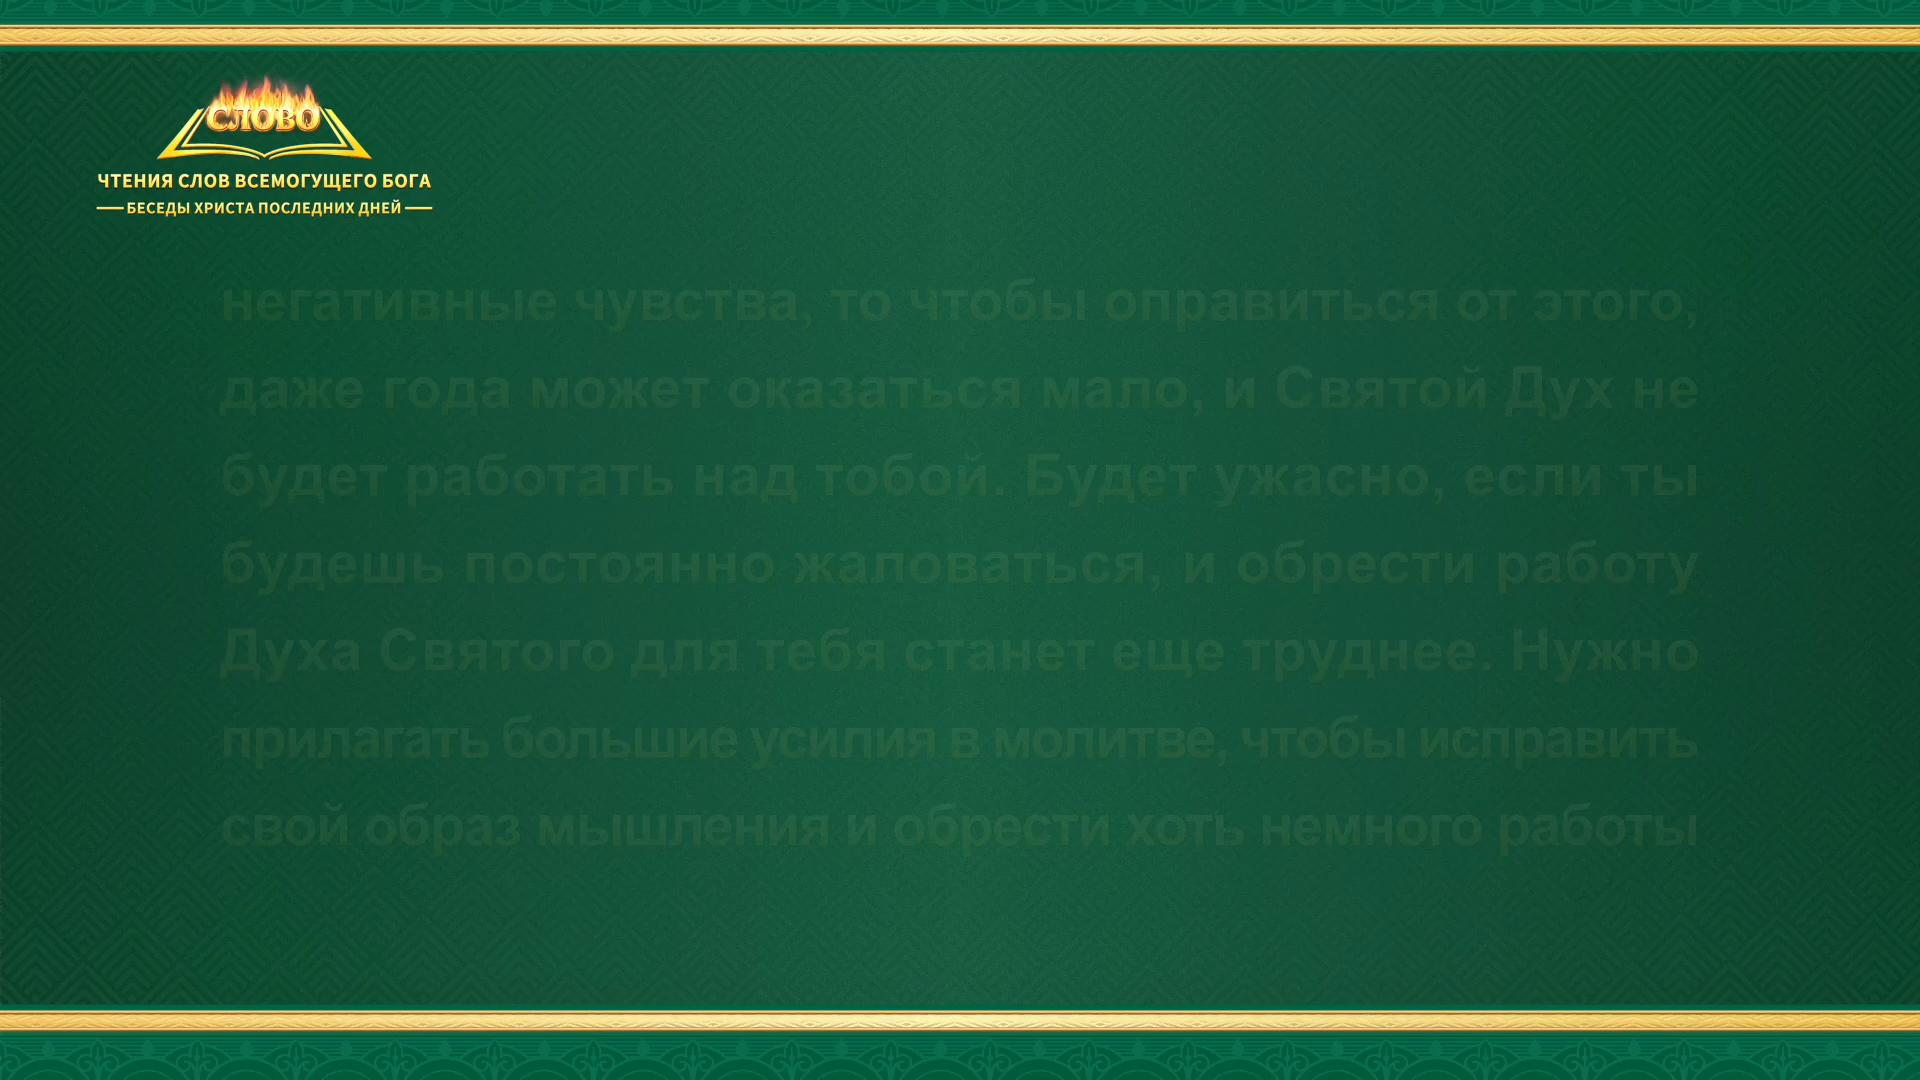 СЛОВО
ЧТЕНИЯ СЛОВ ВСЕМОГУЩЕГО БОГА
БЕСЕДЫ ХРИСТА ПОСЛЕДНИХ ДНЕЙ
негативные чувства, то чтобы оправиться от этого,
даже года может оказаться мало, и Святой Дух не
будет работать над тобой. Будет ужасно, если ты
будешь постоянно жаловаться, и обрести работу
Духа Святого для тебя станет еще труднее. Нужно
прилагать большие усилия в молитве, чтобы исправить
свой образ мышления и обрести хоть немного работы